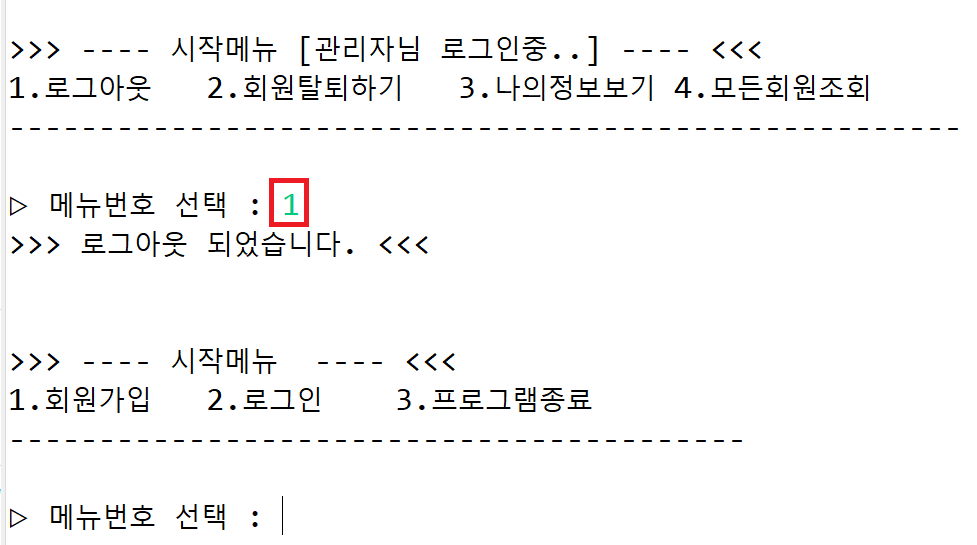 >>> ---- 시작메뉴 [관리자님 로그인중..] ---- <<<
1.로그아웃   2.회원탈퇴하기   3.나의정보보기 4.모든회원조회
-----------------------------------------------------
▷ 메뉴번호 선택 : 1
>>> 로그아웃 되었습니다. <<<
>>> ---- 시작메뉴  ---- <<<
1.회원가입   2.로그인    3.프로그램종료
-----------------------------------------
▷ 메뉴번호 선택 :